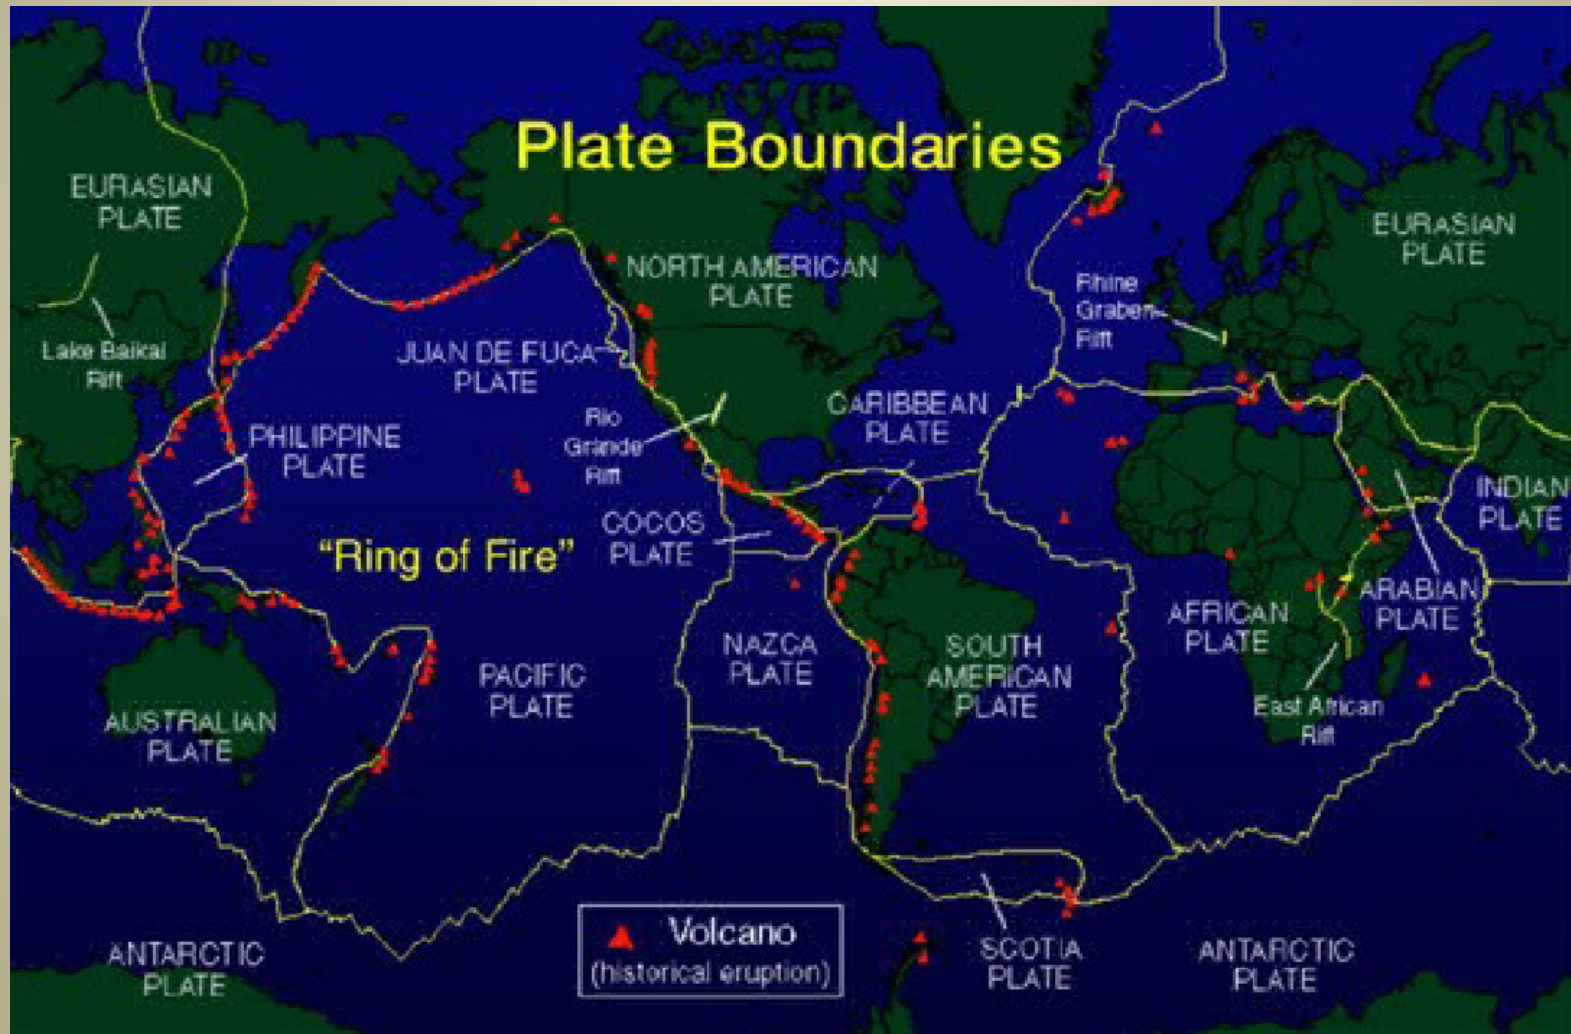 Plate Boundaries
EURASIAN
PLATE
EURASIAN
PLATE
NORTH AMERICAN
PLATE
Rhine
Graben
Rift
Lake Baikal
Rift
JUAN DE FUCA
PLATE
CARIBBEAN
PLATE
Rio
Grande
Rift
PHILIPPINE
PLATE
INDIAN
PLATE
COCOS
PLATE
"Ring of Fire"
ARABIAN
PLATE
AFRICAN
PLATE
NAZCA
PLATE
SOUTH
AMERICAN
PLATE
PACIFIC
PLATE
East African
Rift
AUSTRALIAN
PLATE
Volcano
(historical eruption)
SCOTIA
PLATE
ANTARCTIC
PLATE
ANTARCTIC
PLATE